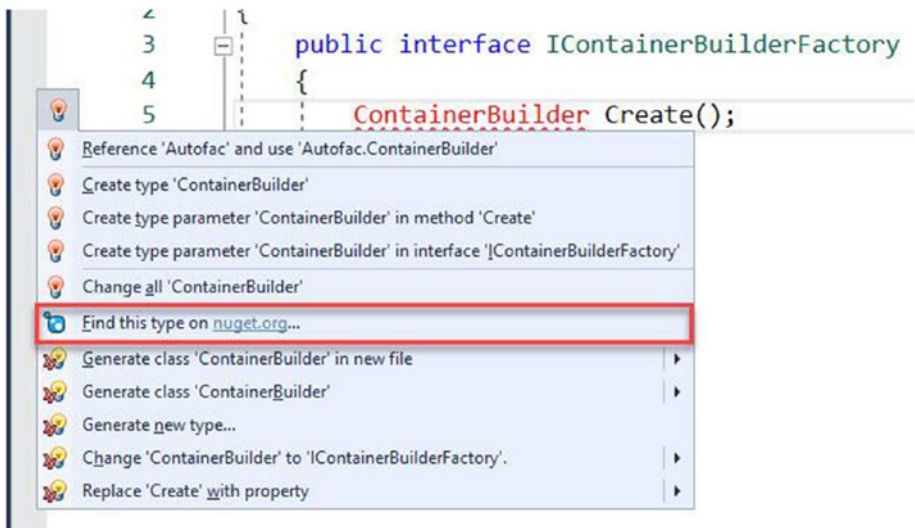 2 {
3 public interface IContainerBuilderFactory
4 {
5 ContainerBuilder Create();
Reference 'Autofac' and use 'Autofac.ContainerBuilder'
Create type 'ContainerBuilder'
Create type parameter 'ContainerBuilder' in method 'Create'
Create type parameter 'ContainerBuilder' in interface 'IContainerBuilderFactory'
Change all 'ContainerBuilder'
Find this type on nuget.org...
Generate class 'ContainerBuilder' in new file
Generate class 'ContainerBuilder'
Generate new type...
Change 'ContainerBuilder' to 'IContainerBuilderFactory'.
Replace 'Create' with property